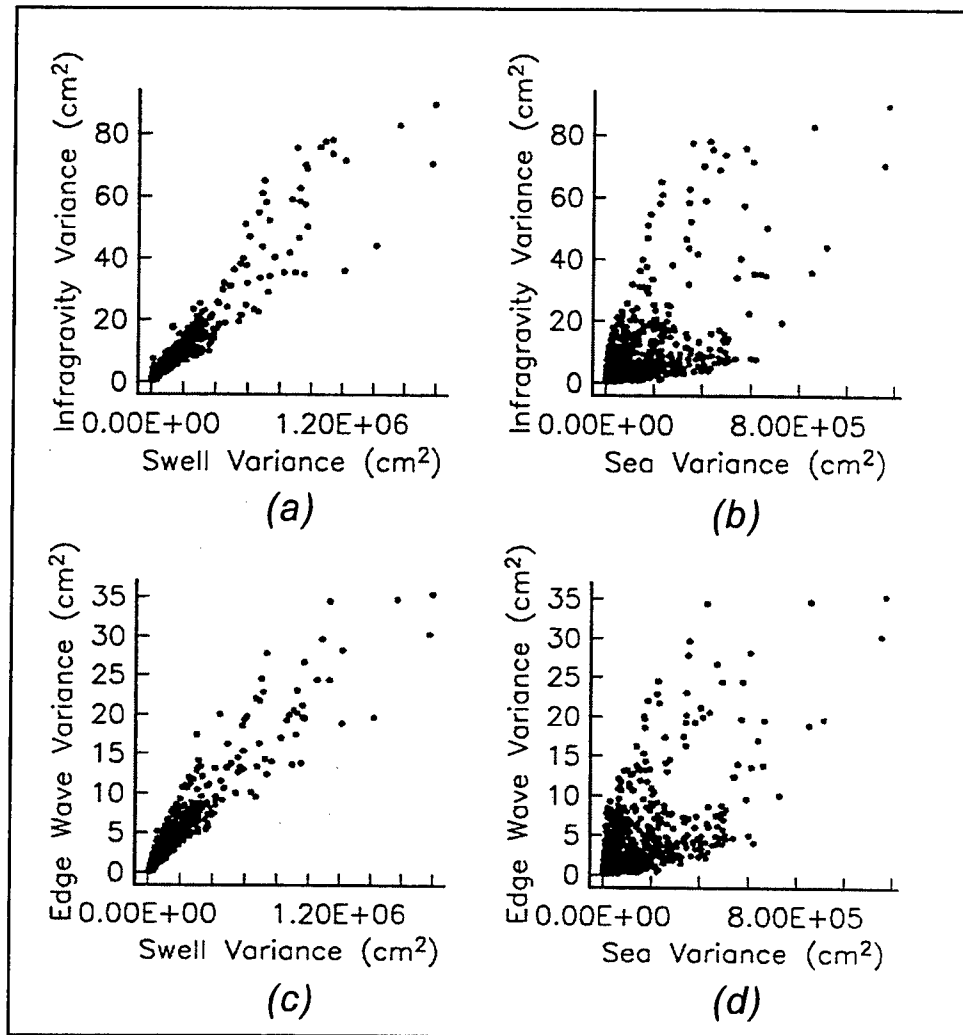 Infragravity Variance (cm²)
80
60
40
20
0
0.00E+00 1.20E+06
Swell Variance (cm²)
(a)
Infragravity Variance (cm²)
80
60
40
20
0
0.00E+00 8.00E+05
Sea Variance (cm²)
(b)
Edge Wave Variance (cm²)
35
30
25
20
15
10
5
0
0.00E+00 1.20E+06
Swell Variance (cm²)
(c)
Edge Wave Variance (cm²)
35
30
25
20
15
10
5
0
0.00E+00 8.00E+05
Sea Variance (cm²)
(d)